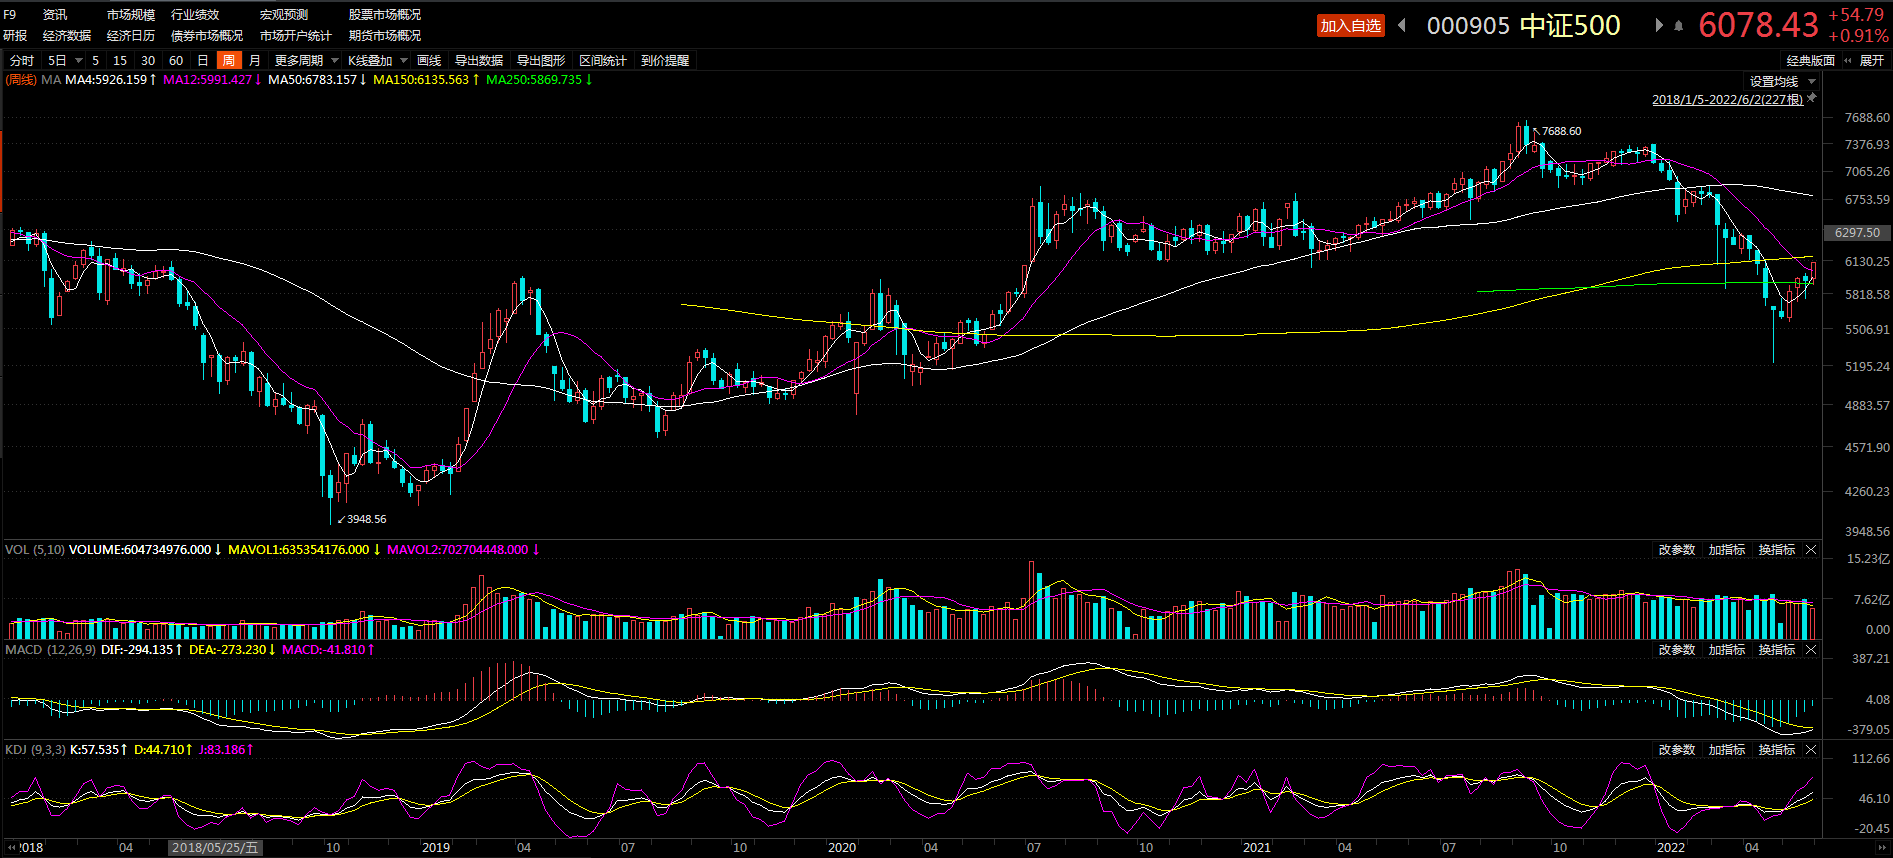 F9 资讯 市场规模 行业绩效 宏观预测 股票市场概况
研报 经济数据 经济日历 债券市场概况 市场开户统计 期货市场概况
加入自选 000905 中证500 6078.43 +54.79 +0.91%
分时 5日 5 15 30 60 日 周 月 更多周期 K线叠加 画线 导出数据 导出图形 区间统计 到价提醒 经典版面 展开
(周线) MA MA4:5926.159↑ MA12:5991.427↓ MA50:6783.157↓ MA150:6135.563↑ MA250:5869.735↓
设置均线
2018/1/5-2022/6/2(227根)
7688.60
7688.60
7376.93
7065.26
6753.59
6297.50
6130.25
5818.58
5506.91
5195.24
4883.57
4571.90
4260.23
3948.56
3948.56
VOL (5,10) VOLUME:604734976.000↓ MAVOL1:635354176.000↓ MAVOL2:702704448.000↓ 改参数 加指标 换指标
15.23亿
7.62亿
0.00
MACD (12,26,9) DIF:-294.135↑ DEA:-273.230↓ MACD:-41.810↑ 改参数 加指标 换指标
387.21
4.08
-379.05
KDJ (9,3,3) K:57.535↑ D:44.710↑ J:83.186↑ 改参数 加指标 换指标
112.66
46.10
-20.45
2018 04 2018/05/25/五 10 2019 04 07 10 2020 04 07 10 2021 04 07 10 2022 04